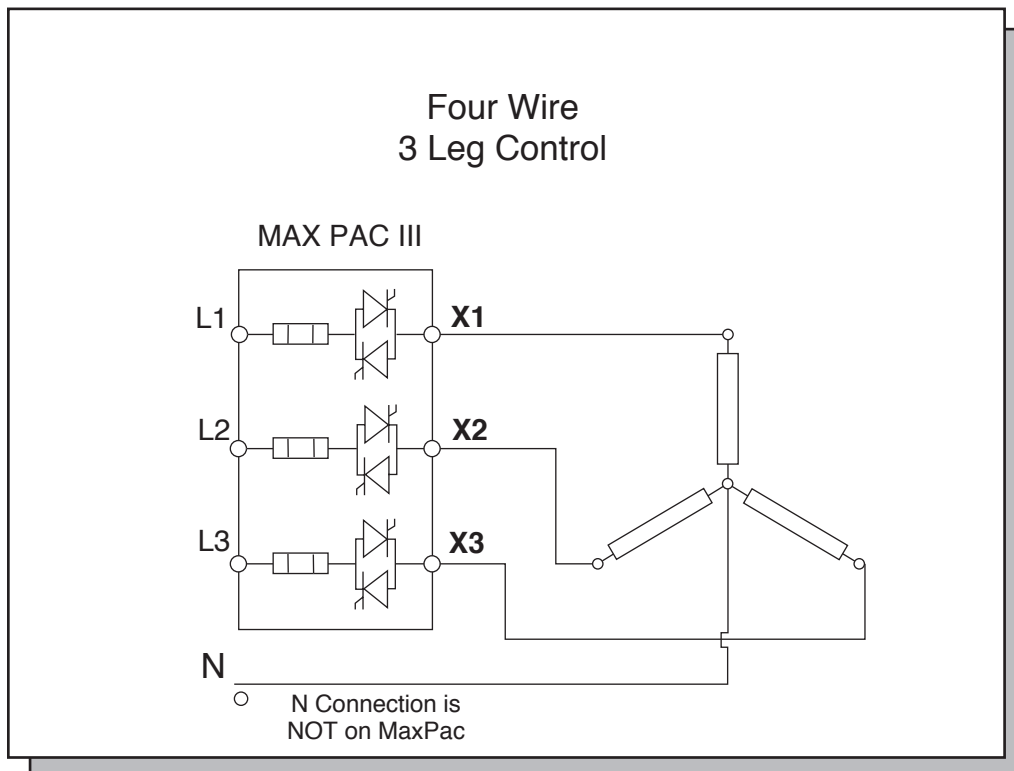 Four Wire
3 Leg Control
MAX PAC III
L1
X1
L2
X2
L3
X3
N
N Connection is
NOT on MaxPac